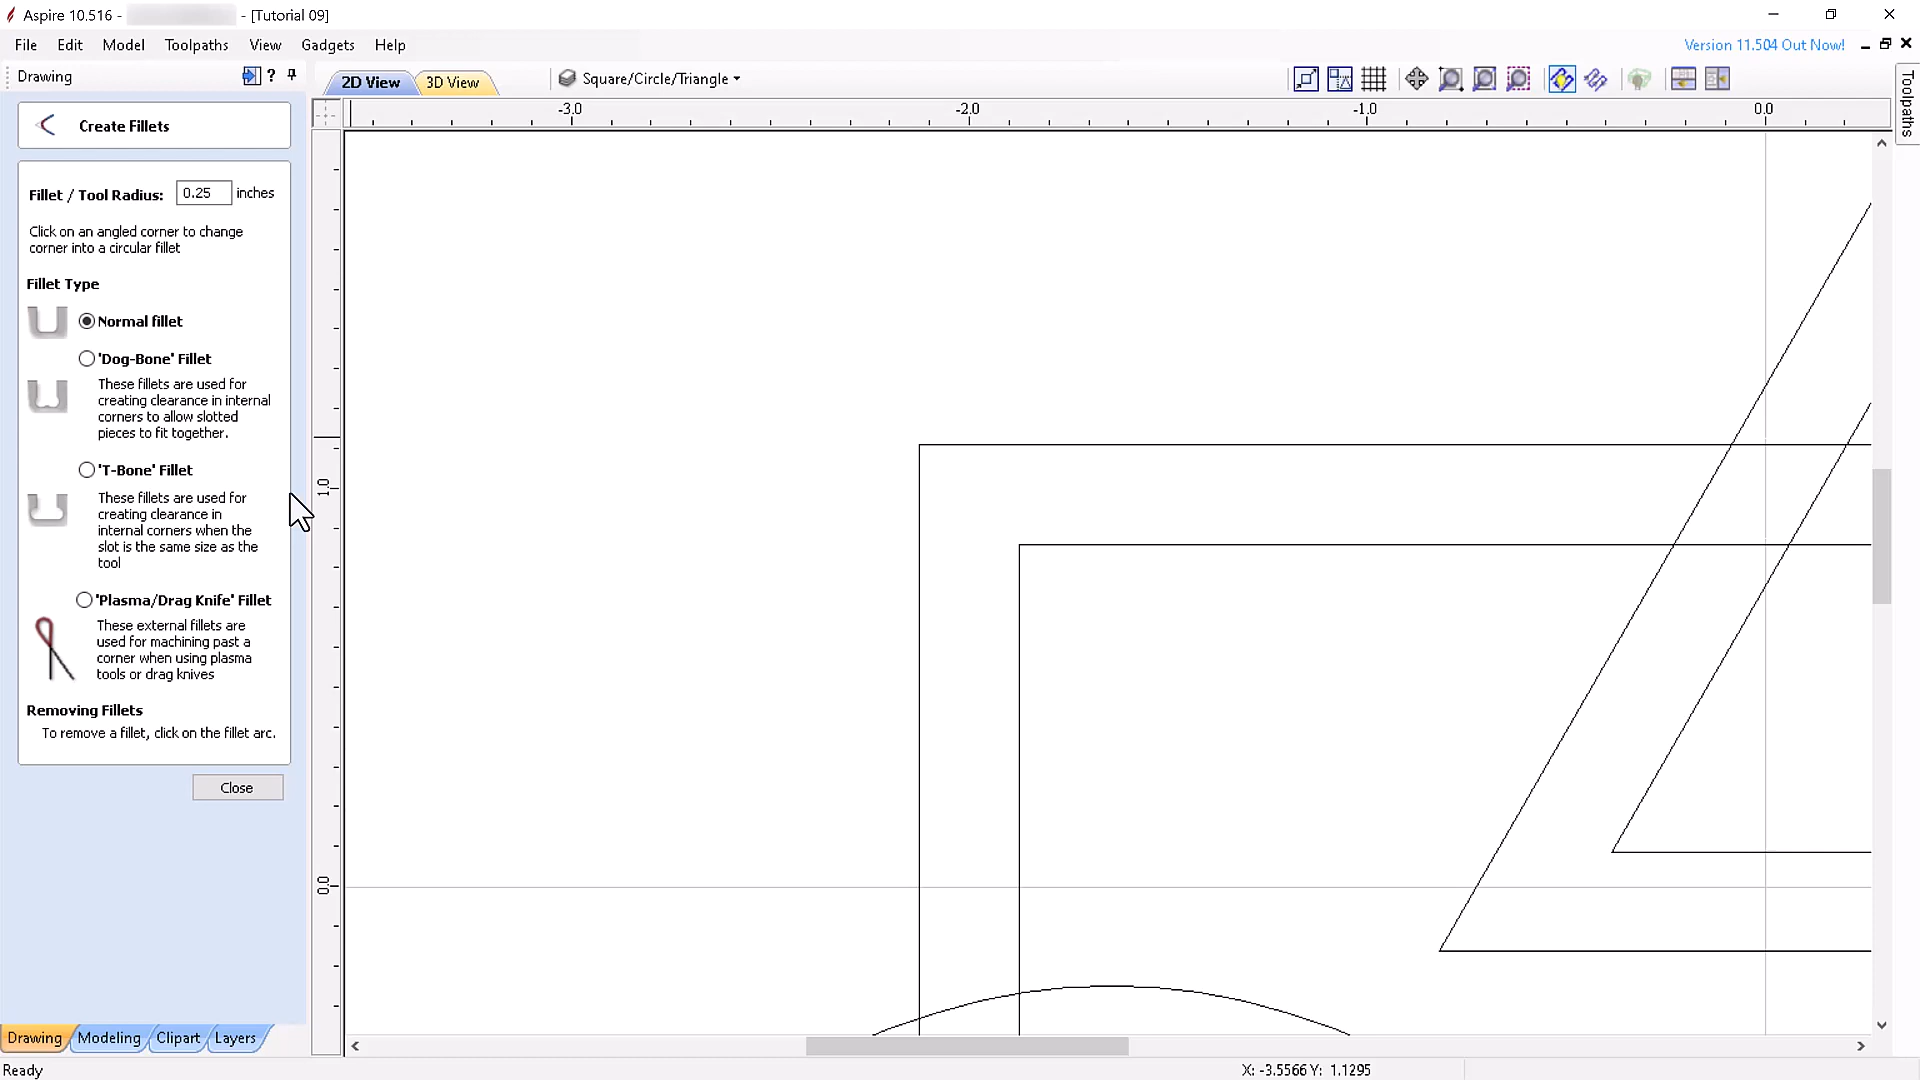 Aspire 10.516 - - [Tutorial 09]
File Edit Model Toolpaths View Gadgets Help
Version 11.504 Out Now!
Drawing
?
2D View
3D View
Square/Circle/Triangle
Toolpaths
-3.0 -2.0 -1.0 0.0
Create Fillets
Fillet / Tool Radius: 0.25 inches
Click on an angled corner to change
corner into a circular fillet
Fillet Type
Normal fillet
'Dog-Bone' Fillet
These fillets are used for
creating clearance in internal
corners to allow slotted
pieces to fit together.
'T-Bone' Fillet
These fillets are used for
creating clearance in
internal corners when the
slot is the same size as the
tool
'Plasma/Drag Knife' Fillet
These external fillets are
used for machining past a
corner when using plasma
tools or drag knives
Removing Fillets
To remove a fillet, click on the fillet arc.
Close
1.0
0.0
Drawing Modeling Clipart Layers
Ready
X: -3.5566 Y: 1.1295